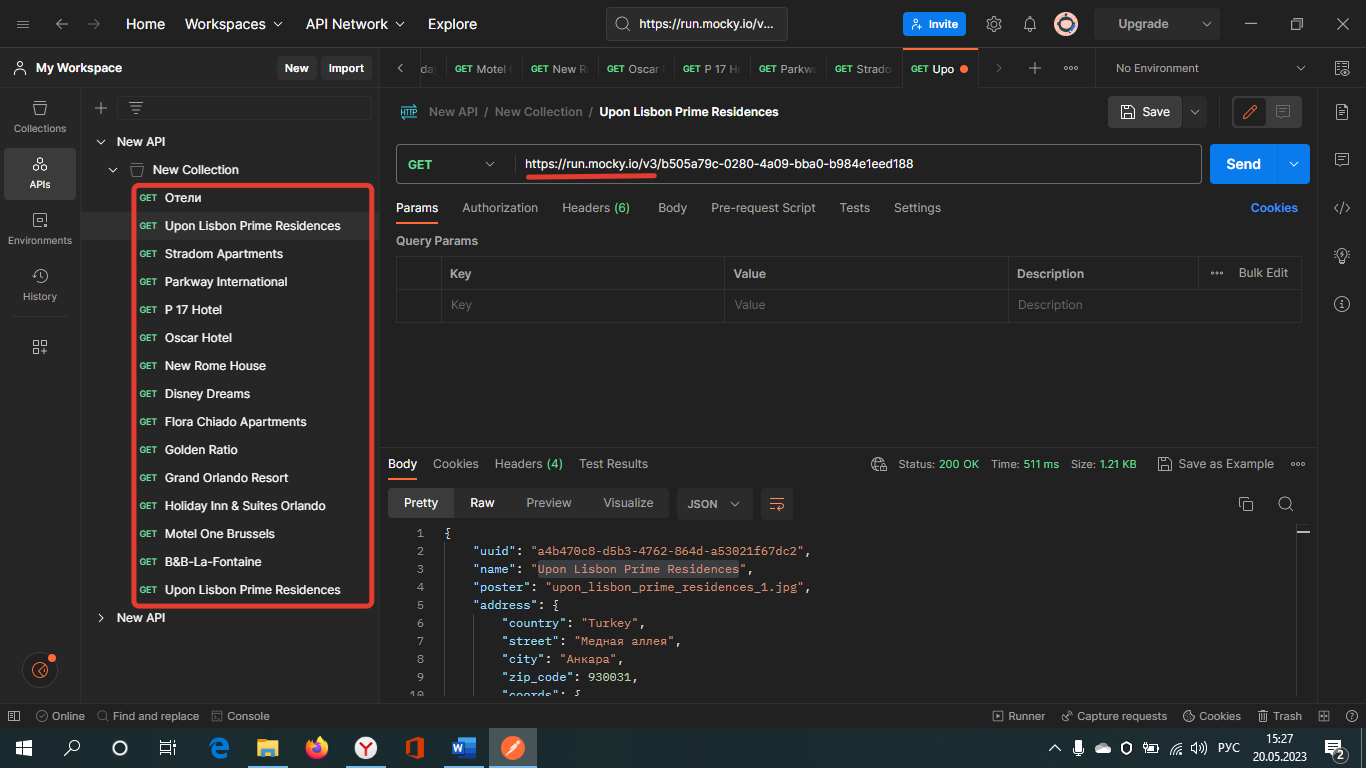 Home Workspaces API Network Explore https://run.mocky.io/v... Invite Upgrade
My Workspace New Import
GET Motel GET New R GET Oscar GET P 17 H GET Parkw GET Strado GET Upo No Environment
Collections
APIs
Environments
History
New API
New Collection
GET Отели
GET Upon Lisbon Prime Residences
GET Stradom Apartments
GET Parkway International
GET P 17 Hotel
GET Oscar Hotel
GET New Rome House
GET Disney Dreams
GET Flora Chiado Apartments
GET Golden Ratio
GET Grand Orlando Resort
GET Holiday Inn & Suites Orlando
GET Motel One Brussels
GET B&B-La-Fontaine
GET Upon Lisbon Prime Residences
New API
HTTP New API / New Collection / Upon Lisbon Prime Residences Save
GET https://run.mocky.io/v3/b505a79c-0280-4a09-bba0-b984e1eed188 Send
Params Authorization Headers (6) Body Pre-request Script Tests Settings Cookies
Query Params
Key Value Description Bulk Edit
Key Value Description
Body Cookies Headers (4) Test Results Status: 200 OK Time: 511 ms Size: 1.21 KB Save as Example
Pretty Raw Preview Visualize JSON
1 {
2 "uuid": "a4b470c8-d5b3-4762-864d-a53021f67dc2",
3 "name": "Upon Lisbon Prime Residences",
4 "poster": "upon_lisbon_prime_residences_1.jpg",
5 "address": {
6 "country": "Turkey",
7 "street": "Медная аллея",
8 "city": "Анкара",
9 "zip_code": 930031,
10 "coords": {
Online Find and replace Console Runner Capture requests Cookies Trash
РУС 15:27
20.05.2023 2